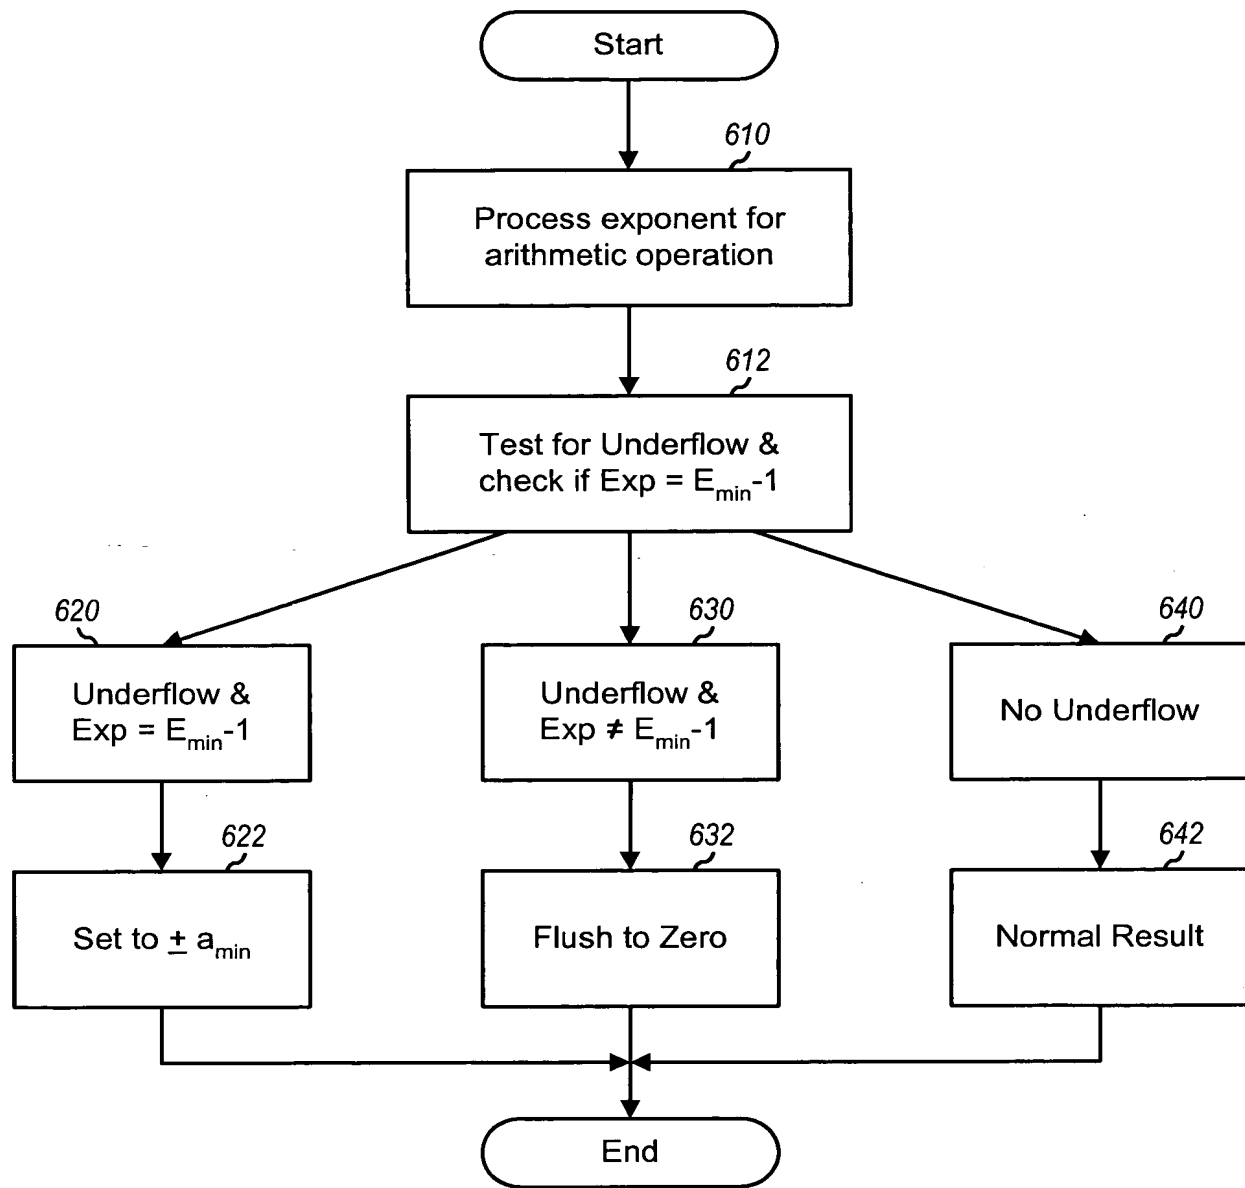 Start
610
Process exponent for
arithmetic operation
612
Test for Underflow &
check if Exp = Emin-1
620
Underflow &
Exp = Emin-1
630
Underflow &
Exp ≠ Emin-1
640
No Underflow
622
Set to ± amin
632
Flush to Zero
642
Normal Result
End